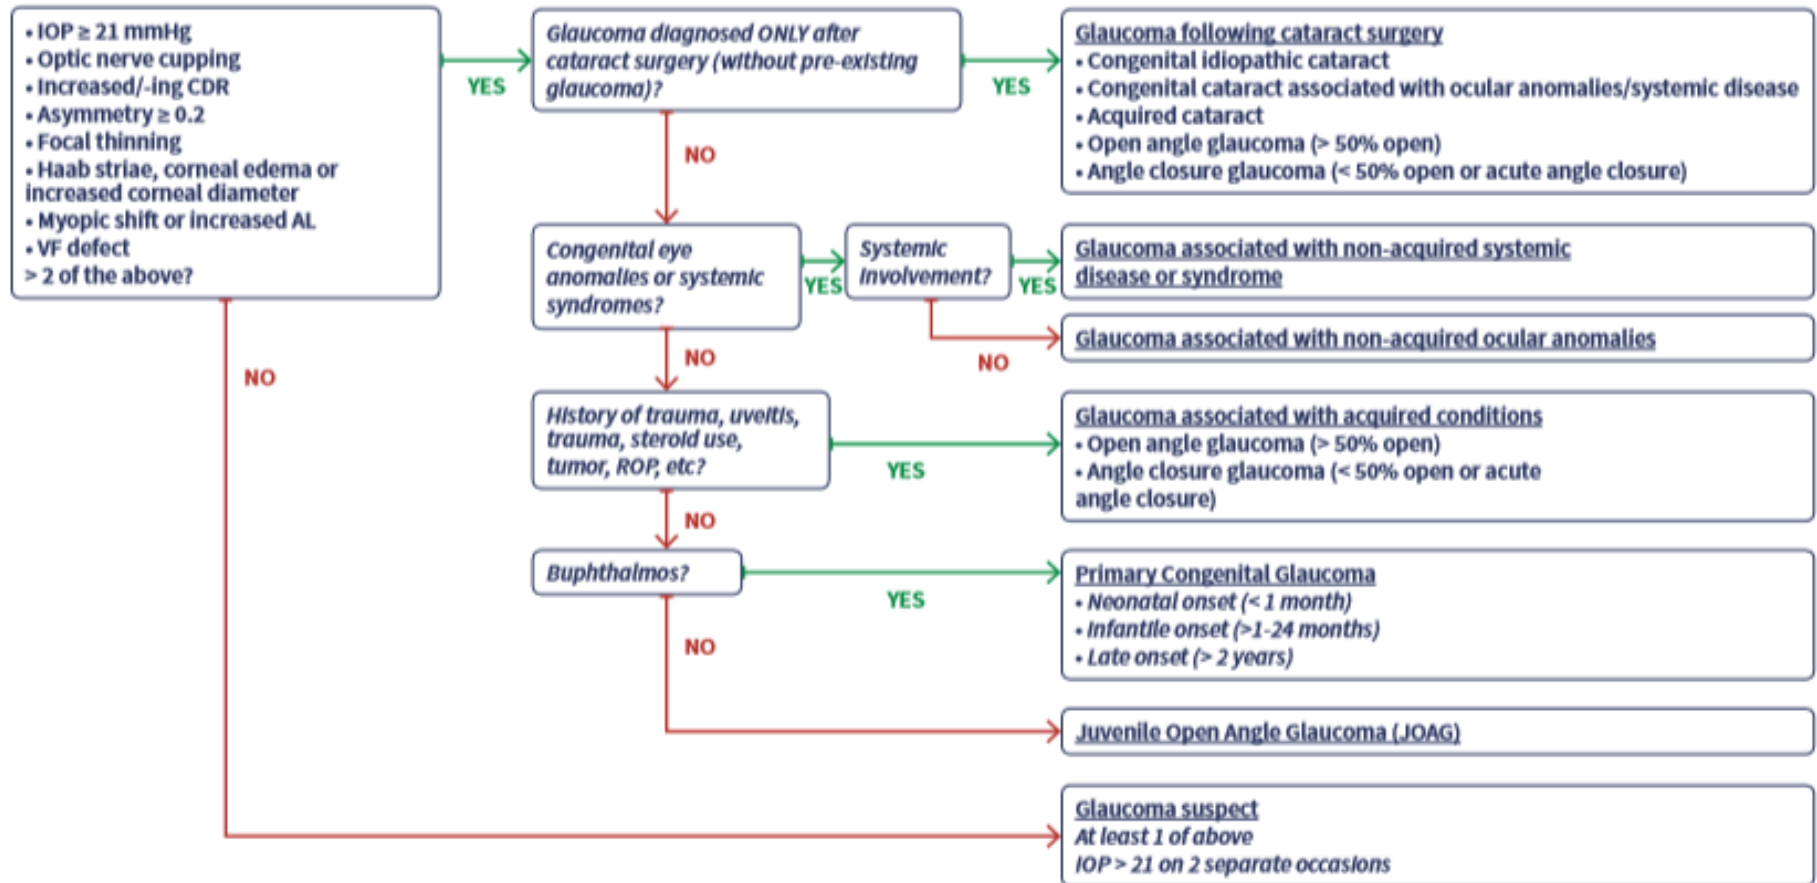 • IOP ≥ 21 mmHg
• Optic nerve cupping
• Increased/-ing CDR
• Asymmetry ≥ 0.2
• Focal thinning
• Haab striae, corneal edema or
increased corneal diameter
• Myopic shift or increased AL
• VF defect
> 2 of the above?
YES
NO
Glaucoma diagnosed ONLY after
cataract surgery (without pre-existing
glaucoma)?
YES
NO
Glaucoma following cataract surgery
• Congenital idiopathic cataract
• Congenital cataract associated with ocular anomalies/systemic disease
• Acquired cataract
• Open angle glaucoma (> 50% open)
• Angle closure glaucoma (< 50% open or acute angle closure)
Congenital eye
anomalies or systemic
syndromes?
YES
NO
Systemic
involvement?
YES
NO
Glaucoma associated with non-acquired systemic
disease or syndrome
Glaucoma associated with non-acquired ocular anomalies
History of trauma, uveitis,
trauma, steroid use,
tumor, ROP, etc?
YES
NO
Glaucoma associated with acquired conditions
• Open angle glaucoma (> 50% open)
• Angle closure glaucoma (< 50% open or acute
angle closure)
Buphthalmos?
YES
NO
Primary Congenital Glaucoma
• Neonatal onset (< 1 month)
• Infantile onset (>1-24 months)
• Late onset (> 2 years)
Juvenile Open Angle Glaucoma (JOAG)
Glaucoma suspect
At least 1 of above
IOP > 21 on 2 separate occasions